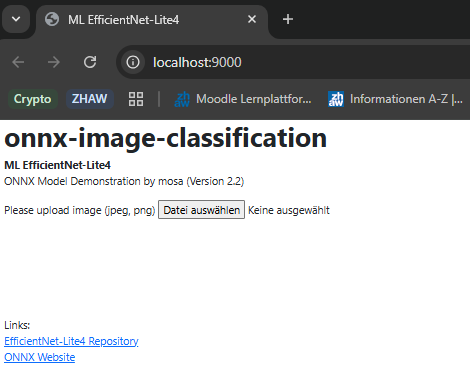 ML EfficientNet-Lite4
localhost:9000
Crypto ZHAW Moodle Lernplattfor... zhaw Informationen A-Z |...
onnx-image-classification
ML EfficientNet-Lite4
ONNX Model Demonstration by mosa (Version 2.2)
Please upload image (jpeg, png) Datei auswählen Keine ausgewählt
Links:
EfficientNet-Lite4 Repository
ONNX Website